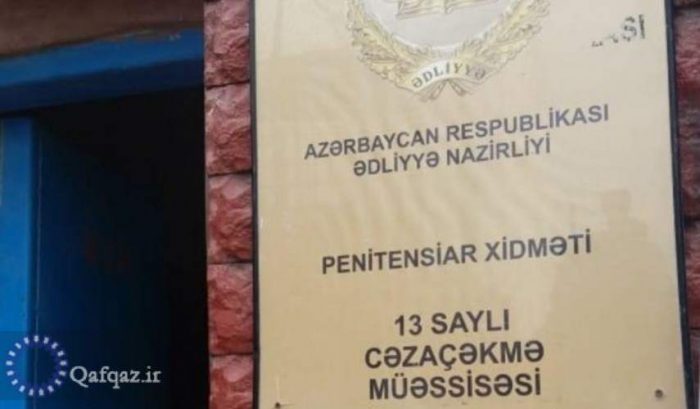 ƏDLİYYƏ
AZƏRBAYCAN RESPUBLİKASI
ƏDLİYYƏ NAZİRLİYİ
PENİTENSİAR XİDMƏTİ
13 SAYLI
CƏZAÇƏKMƏ
MÜƏSSİSƏSİ
Qafqaz.ir